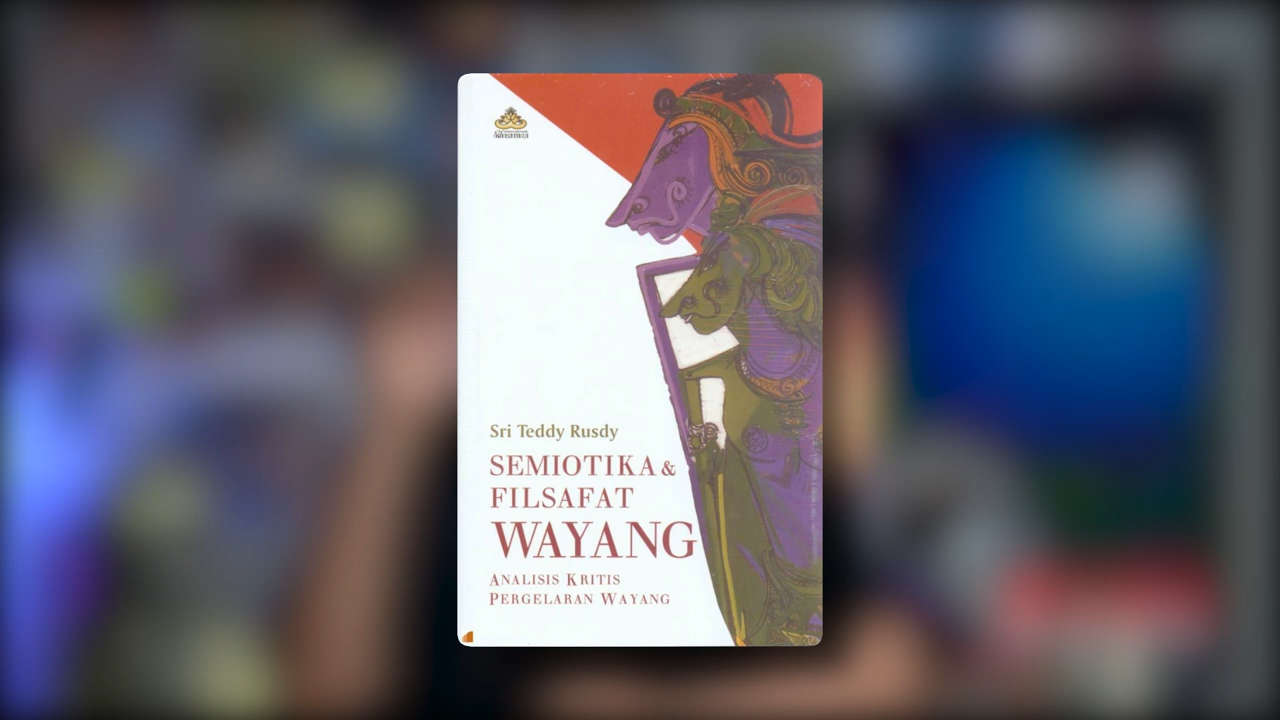 Sri Teddy Rusdy
SEMIOTIKA &
FILSAFAT
WAYANG
ANALISIS KRITIS
PERGELARAN WAYANG